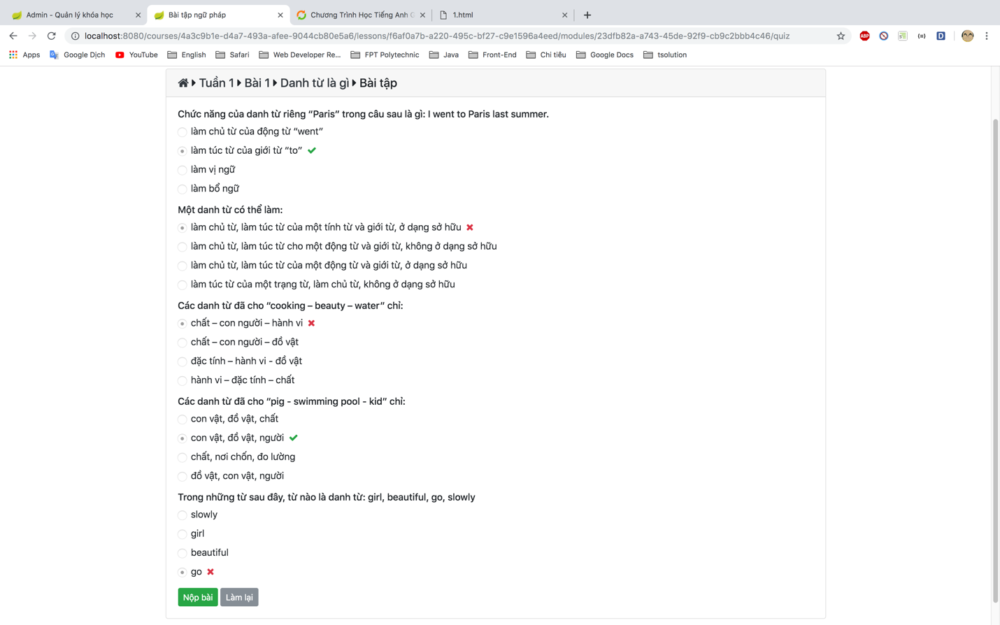 Admin - Quản lý khóa học
Bài tập ngữ pháp
Chương Trình Học Tiếng Anh G
1.html
localhost:8080/courses/4a3c9b1e-d4a7-493a-afee-9044cb80e5a6/lessons/f6af0a7b-a220-495c-bf27-c9e1596a4eed/modules/23dfb82a-a743-45de-92f9-cb9c2bbb4c46/quiz
ABP
D
Apps
Google Dịch
YouTube
English
Safari
Web Developer Re...
FPT Polytechnic
Java
Front-End
Chi tiêu
Google Docs
tsolution
Tuần 1 Bài 1 Danh từ là gì Bài tập
Chức năng của danh từ riêng “Paris” trong câu sau là gì: I went to Paris last summer.
làm chủ từ của động từ “went”
làm túc từ của giới từ “to”
làm vị ngữ
làm bổ ngữ
Một danh từ có thể làm:
làm chủ từ, làm túc từ của một tính từ và giới từ, ở dạng sở hữu
làm chủ từ, làm túc từ cho một động từ và giới từ, không ở dạng sở hữu
làm chủ từ, làm túc từ của một động từ và giới từ, ở dạng sở hữu
làm túc từ của một trạng từ, làm chủ từ, không ở dạng sở hữu
Các danh từ đã cho “cooking – beauty – water” chỉ:
chất – con người – hành vi
chất – con người – đồ vật
đặc tính – hành vi - đồ vật
hành vi – đặc tính – chất
Các danh từ đã cho “pig - swimming pool - kid” chỉ:
con vật, đồ vật, chất
con vật, đồ vật, người
chất, nơi chốn, đo lường
đồ vật, con vật, người
Trong những từ sau đây, từ nào là danh từ: girl, beautiful, go, slowly
slowly
girl
beautiful
go
Nộp bài
Làm lại